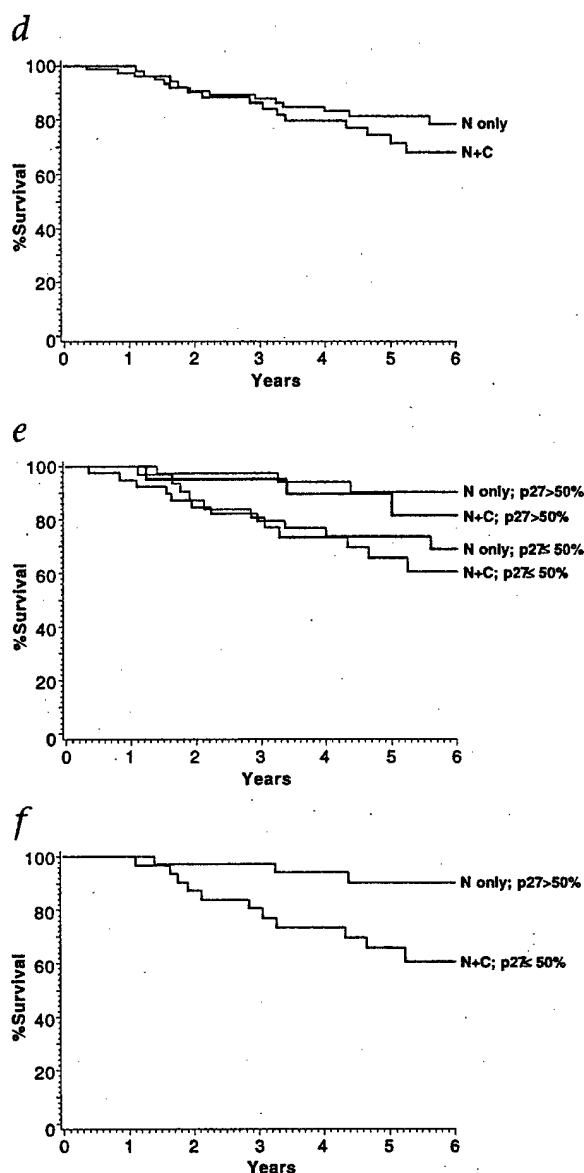 d
100
80
60
40
20
0
%Survival
0 1 2 3 4 5 6
Years
N only
N+C
e
100
80
60
40
20
0
%Survival
0 1 2 3 4 5 6
Years
N only; p27>50%
N+C; p27>50%
N only; p27≤ 50%
N+C; p27≤ 50%
f
100
80
60
40
20
0
%Survival
0 1 2 3 4 5 6
Years
N only; p27>50%
N+C; p27≤ 50%